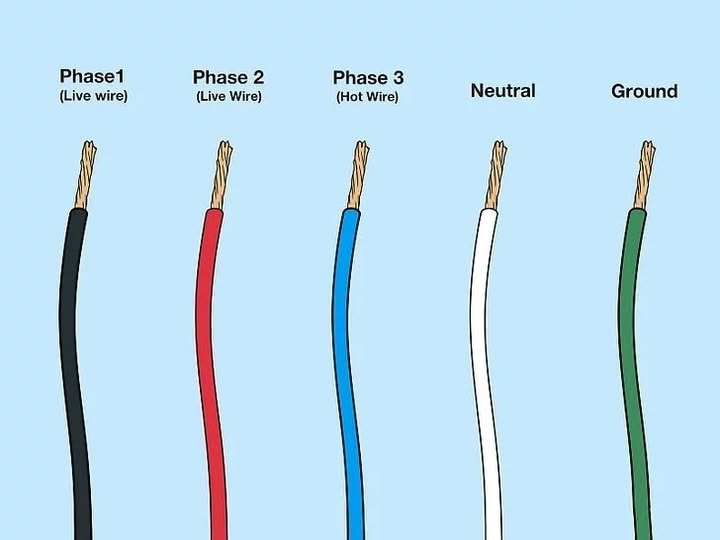 Phase1
(Live wire)
Phase 2
(Live Wire)
Phase 3
(Hot Wire)
Neutral
Ground